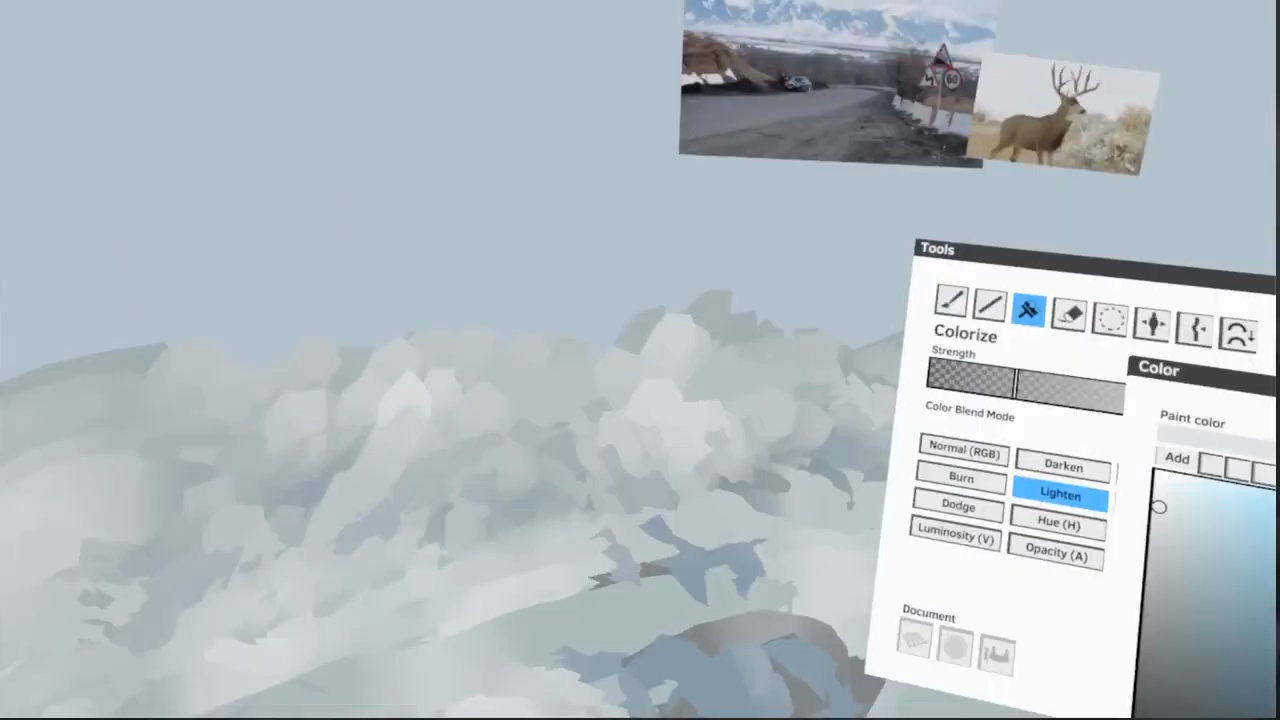 60
Tools
Colorize
Strength
Color
Color Blend Mode
Paint color
Normal (RGB)
Darken
Add
Burn
Lighten
Dodge
Hue (H)
Luminosity (V)
Opacity (A)
Document